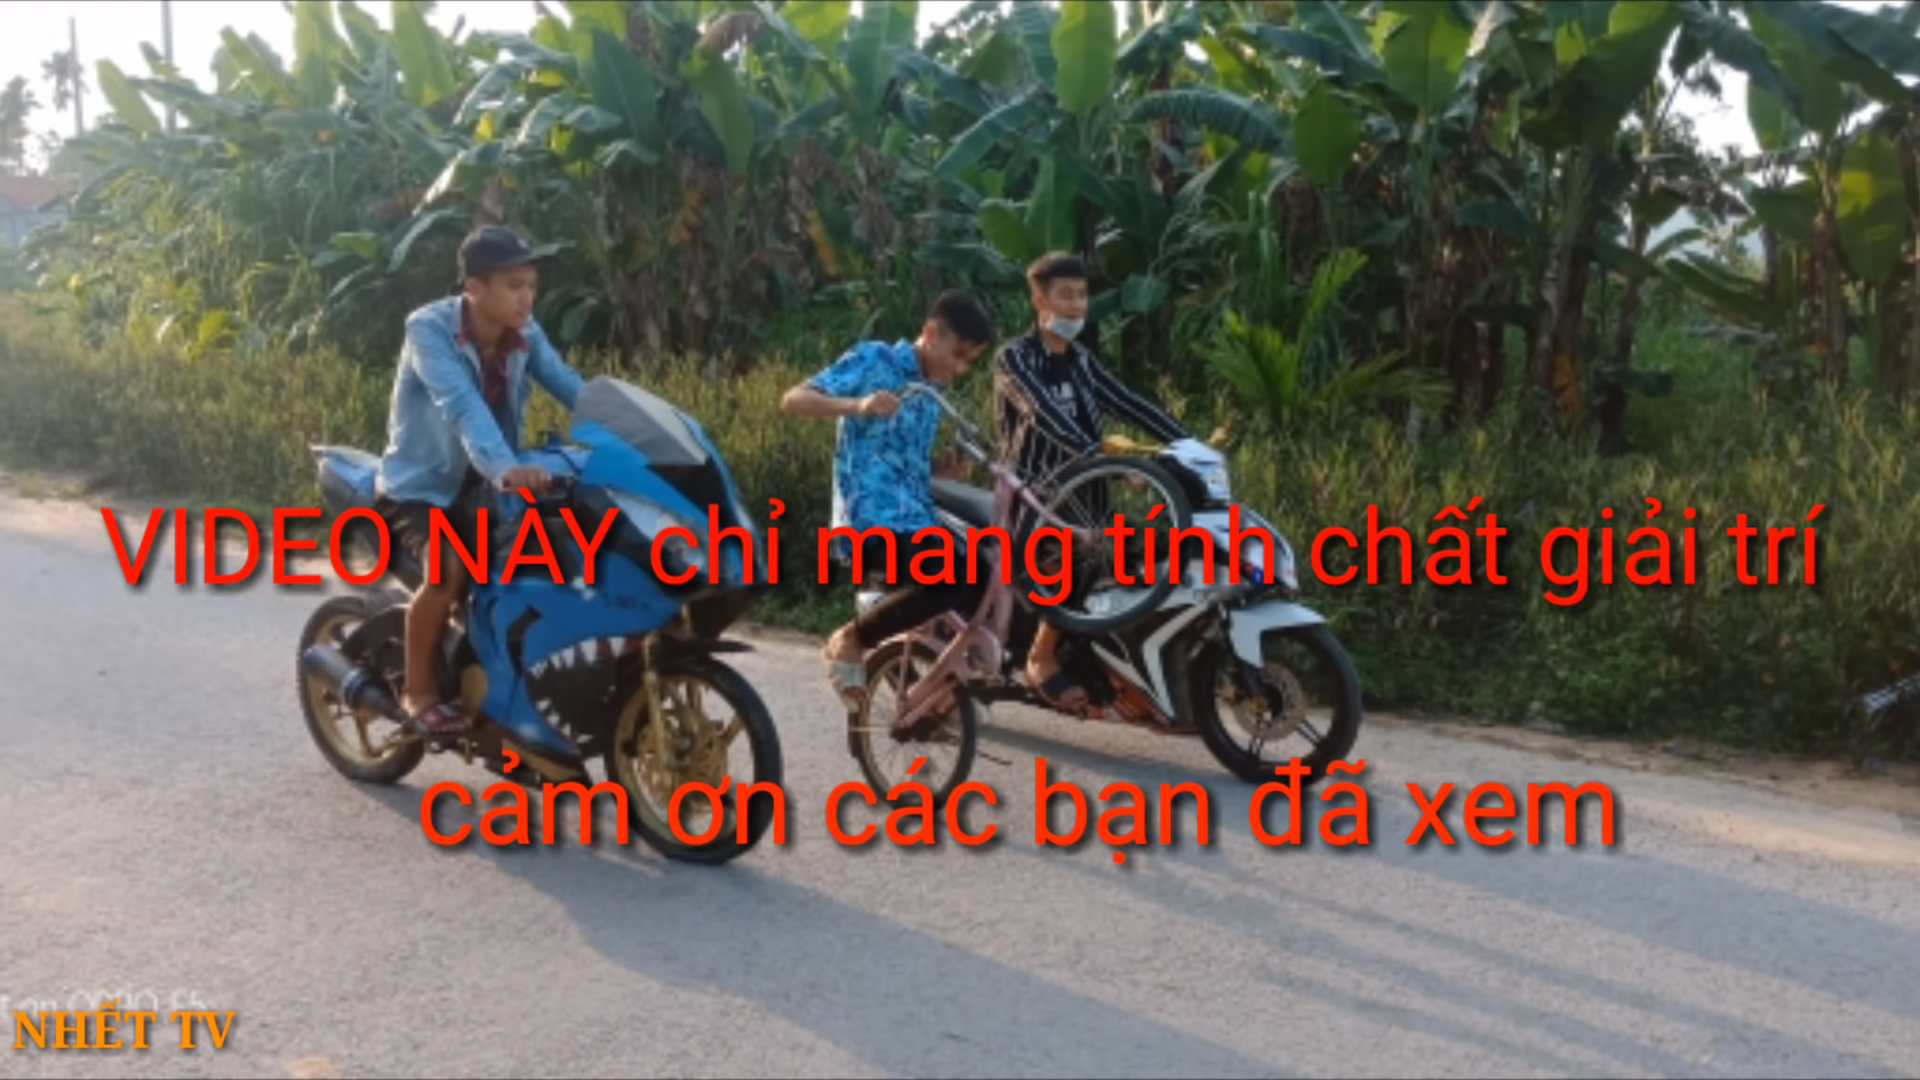 VIDEO NÀY chỉ mang tính chất giải trí
cảm ơn các bạn đã xem
NHẾT TV